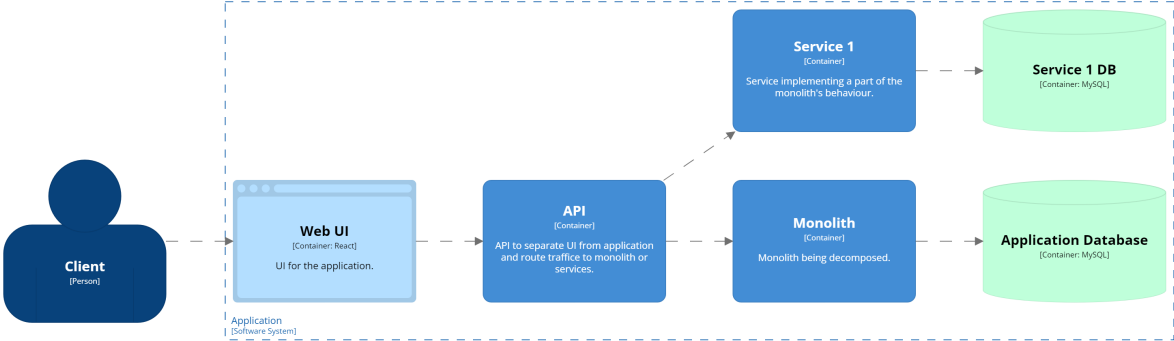 Service 1
[Container]
Service implementing a part of the
monolith's behaviour.
Service 1 DB
[Container: MySQL]
Client
[Person]
Web UI
[Container: React]
UI for the application.
API
[Container]
API to separate UI from application
and route traffic to monolith or
services.
Monolith
[Container]
Monolith being decomposed.
Application Database
[Container: MySQL]
Application
[Software System]